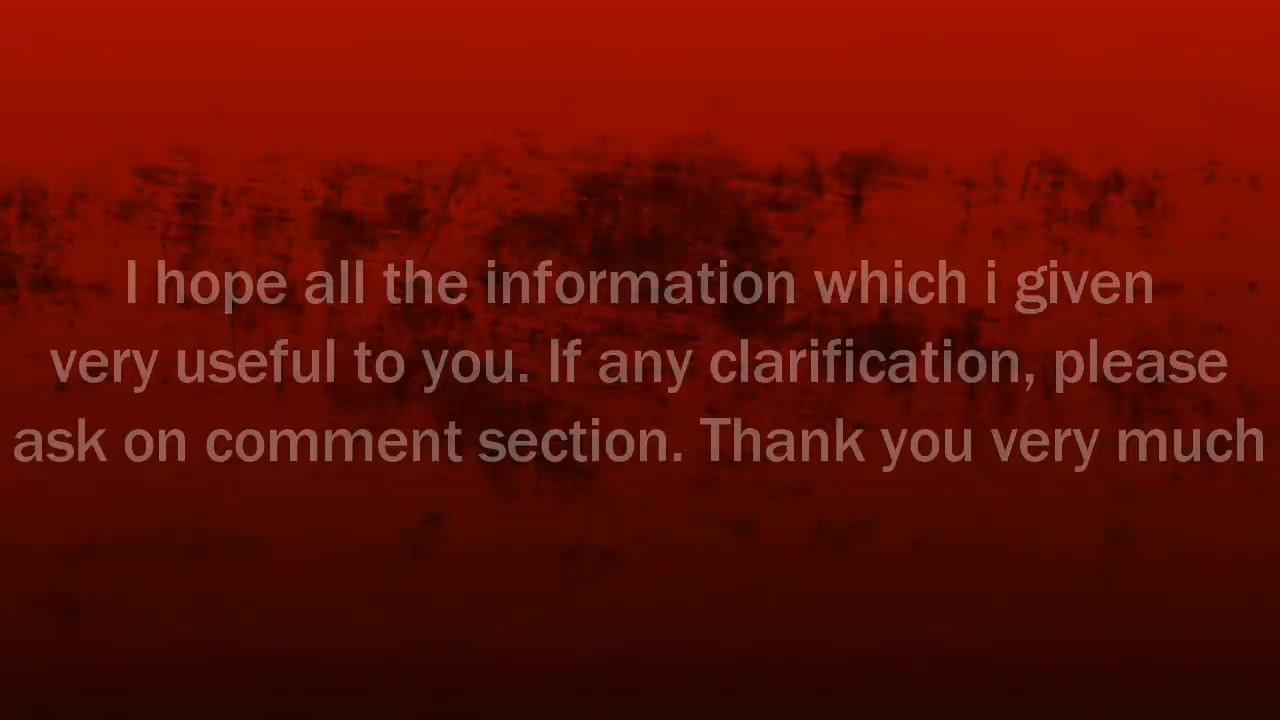 I hope all the information which i given
very useful to you. If any clarification, please
ask on comment section. Thank you very much